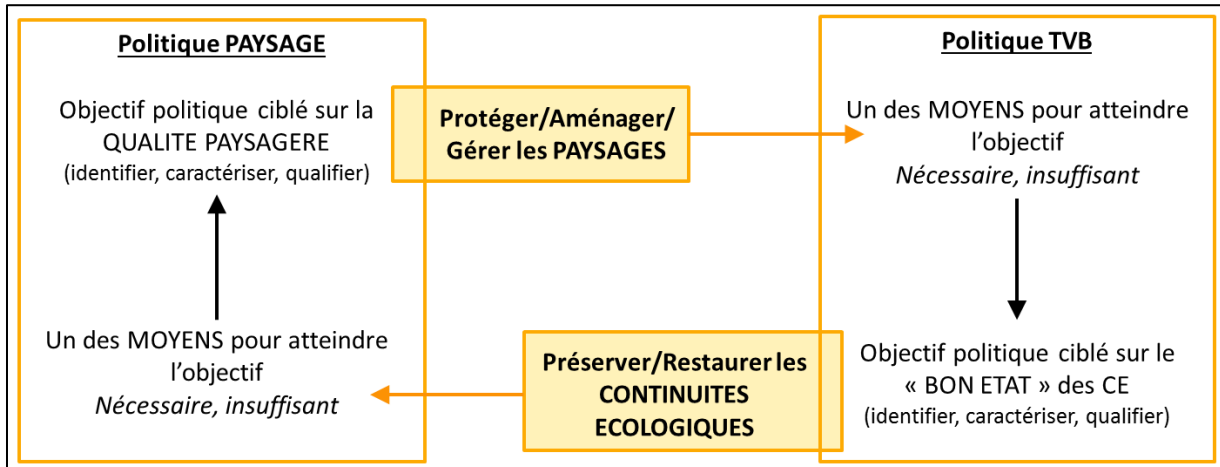 Politique PAYSAGE
Objectif politique ciblé sur la
QUALITE PAYSAGERE
(identifier, caractériser, qualifier)
Un des MOYENS pour atteindre
l’objectif
Nécessaire, insuffisant
Protéger/Aménager/
Gérer les PAYSAGES
Préserver/Restaurer les
CONTINUITES
ECOLOGIQUES
Politique TVB
Un des MOYENS pour atteindre
l’objectif
Nécessaire, insuffisant
Objectif politique ciblé sur le
« BON ETAT » des CE
(identifier, caractériser, qualifier)